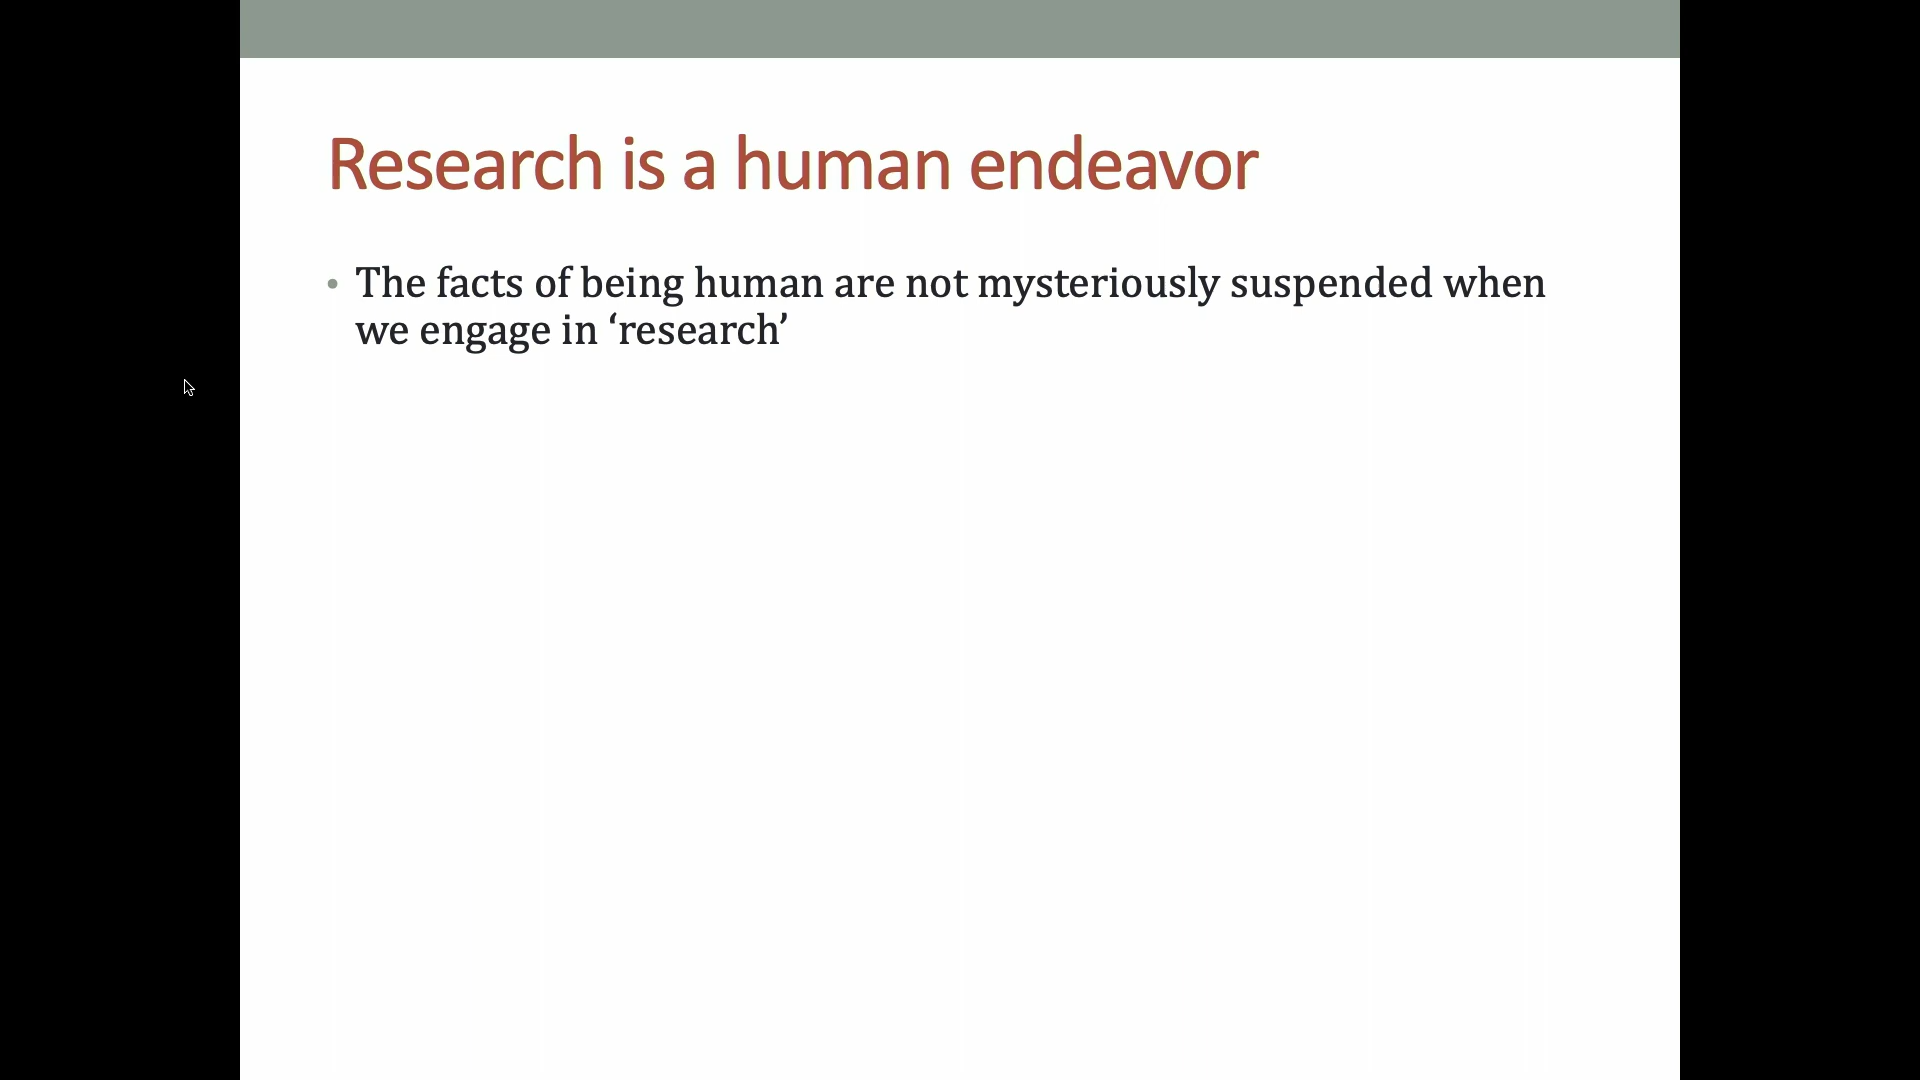 Research is a human endeavor
• The facts of being human are not mysteriously suspended when
we engage in ‘research’